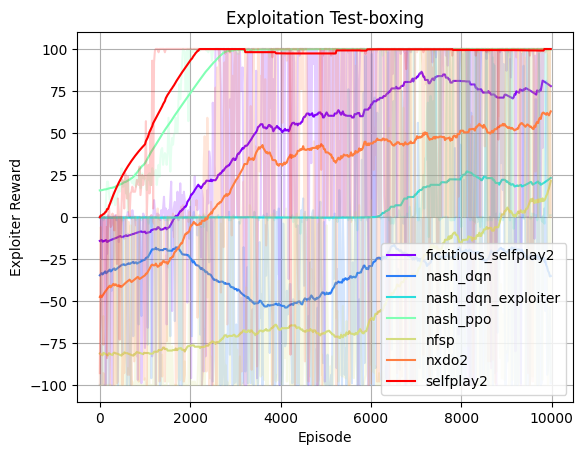 Exploitation Test-boxing
Exploiter Reward
100
75
50
25
0
−25
−50
−75
−100
fictitious_selfplay2
nash_dqn
nash_dqn_exploiter
nash_ppo
nfsp
nxdo2
selfplay2
0
2000
4000
6000
8000
10000
Episode